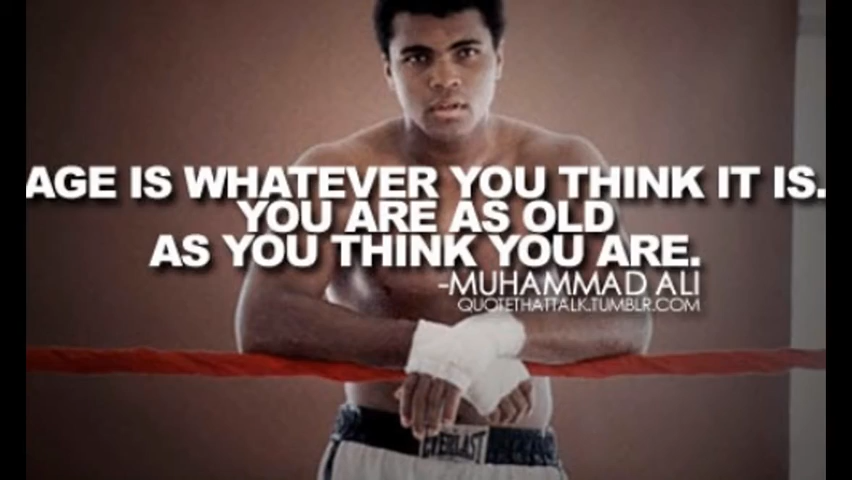 AGE IS WHATEVER YOU THINK IT IS.
YOU ARE AS OLD
AS YOU THINK YOU ARE.
-MUHAMMAD ALI
QUOTETHATTALK.TUMBLR.COM
EVERLAST